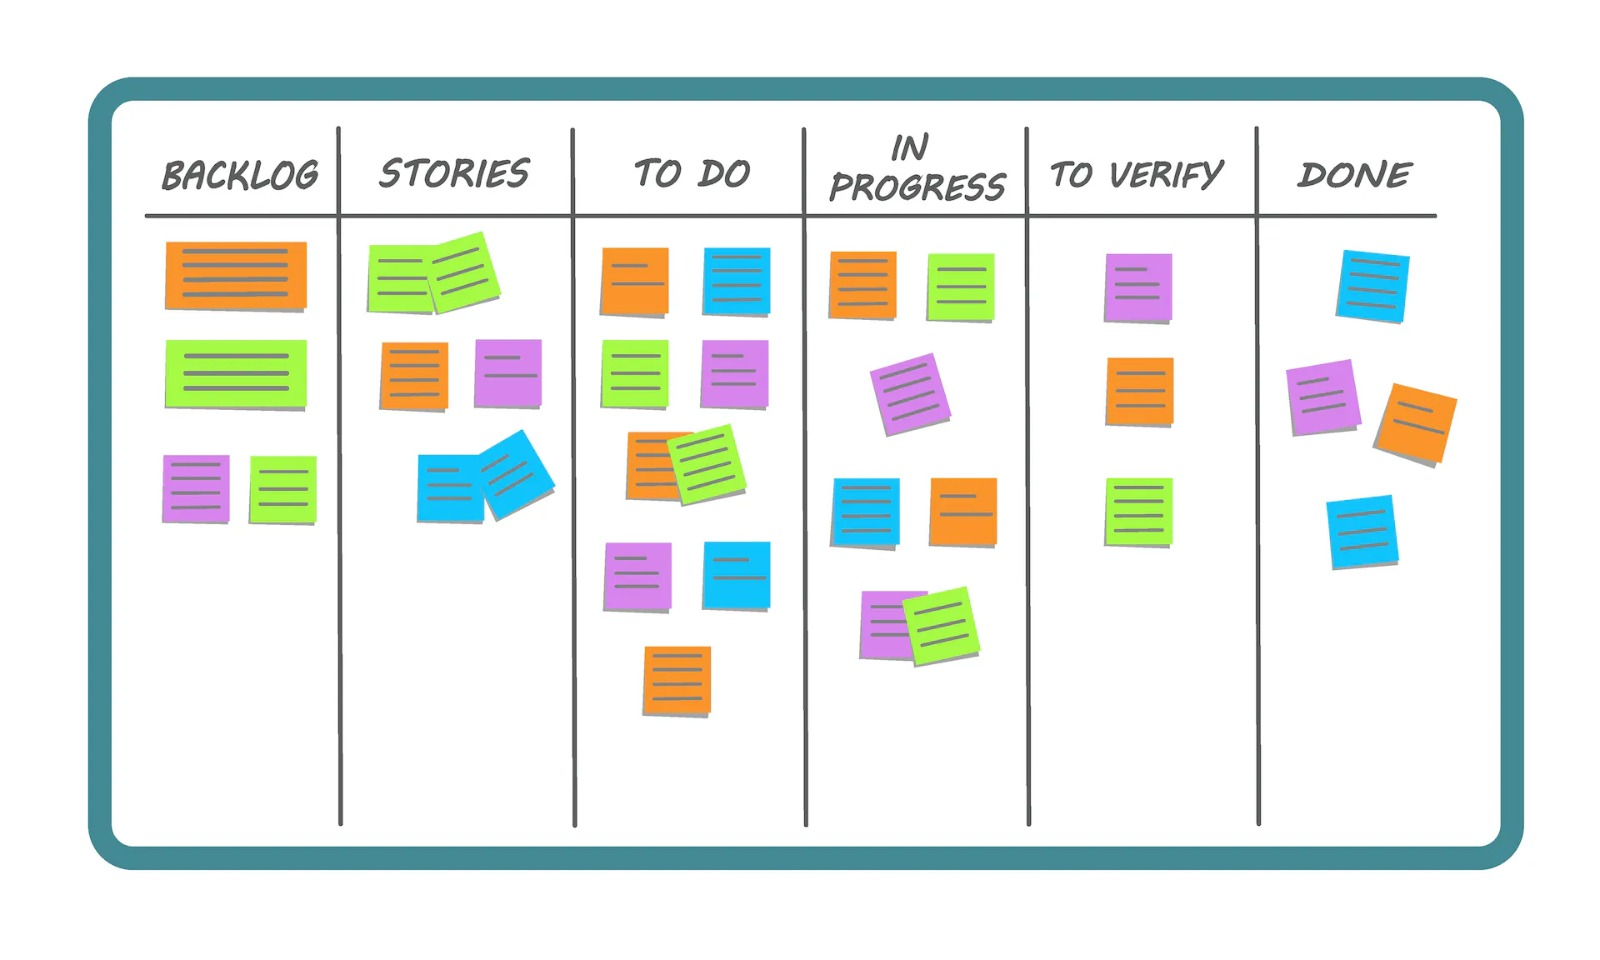 BACKLOG
STORIES
TO DO
IN
PROGRESS
TO VERIFY
DONE